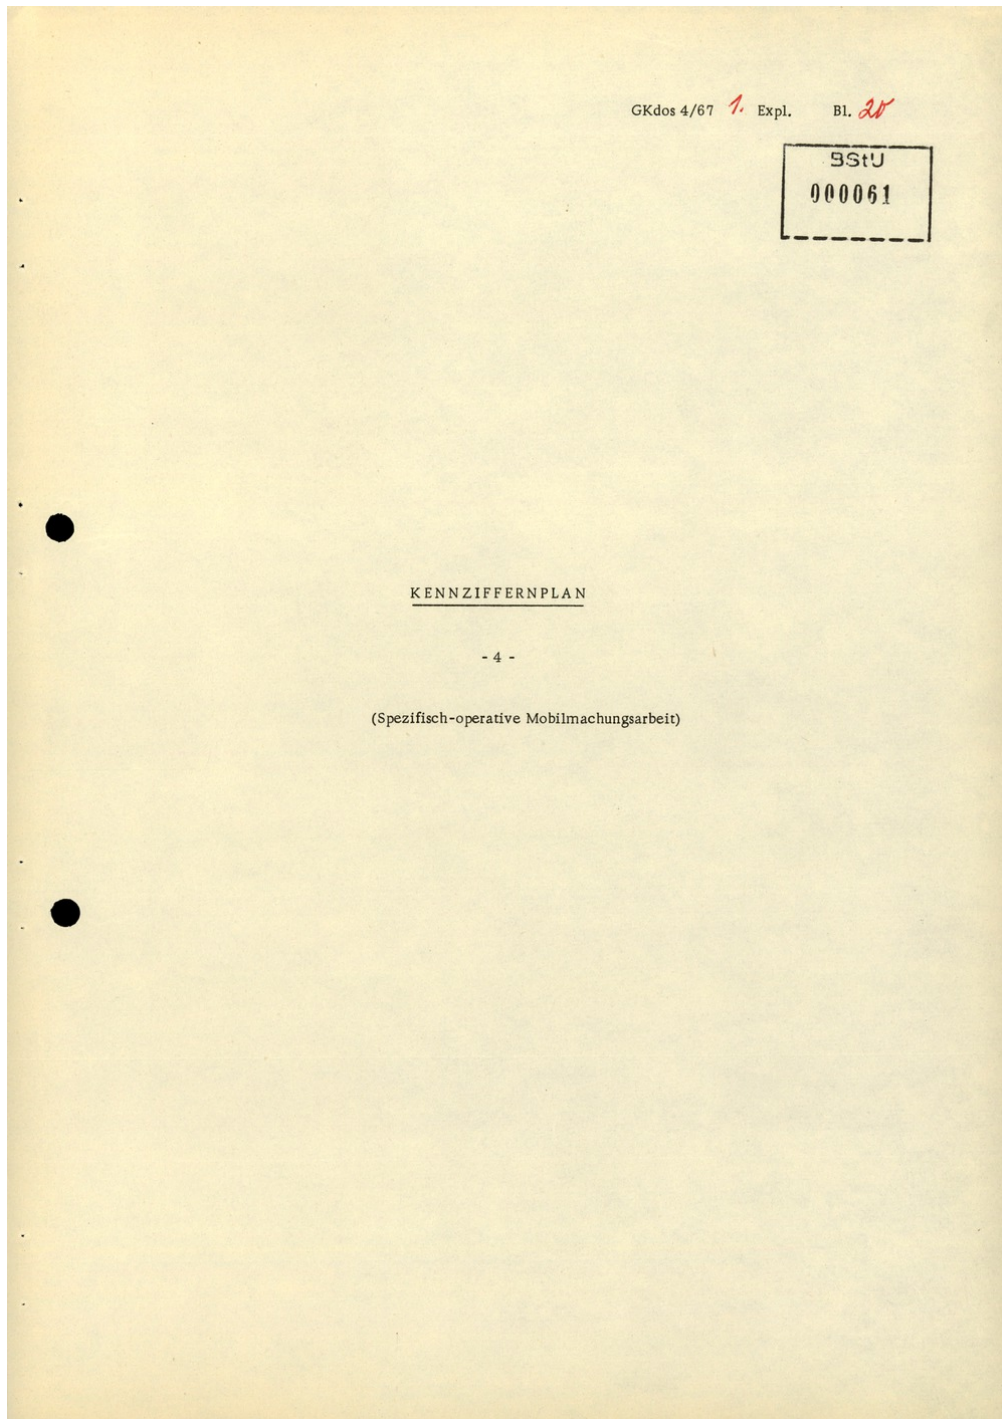 GKdos 4/67 1. Expl. Bl. 20
BStU
000061
KENNZIFFERNPLAN
- 4 -
(Spezifisch-operative Mobilmachungsarbeit)